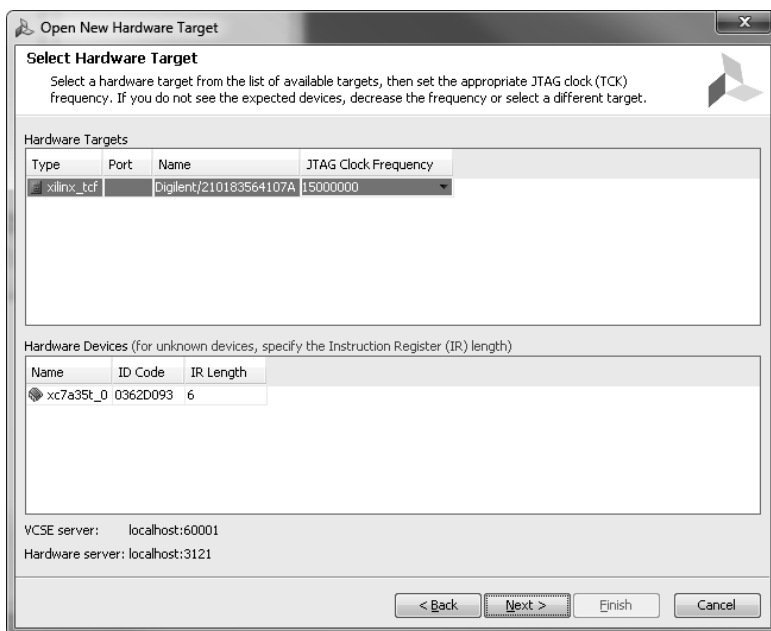 Open New Hardware Target
Select Hardware Target
Select a hardware target from the list of available targets, then set the appropriate JTAG clock (TCK)
frequency. If you do not see the expected devices, decrease the frequency or select a different target.
Hardware Targets
Type Port Name JTAG Clock Frequency
xilinx_tcf Digilent/210183564107A 15000000
Hardware Devices (for unknown devices, specify the Instruction Register (IR) length)
Name ID Code IR Length
xc7a35t_0 0362D093 6
VCSE server: localhost:60001
Hardware server: localhost:3121
< Back Next > Finish Cancel